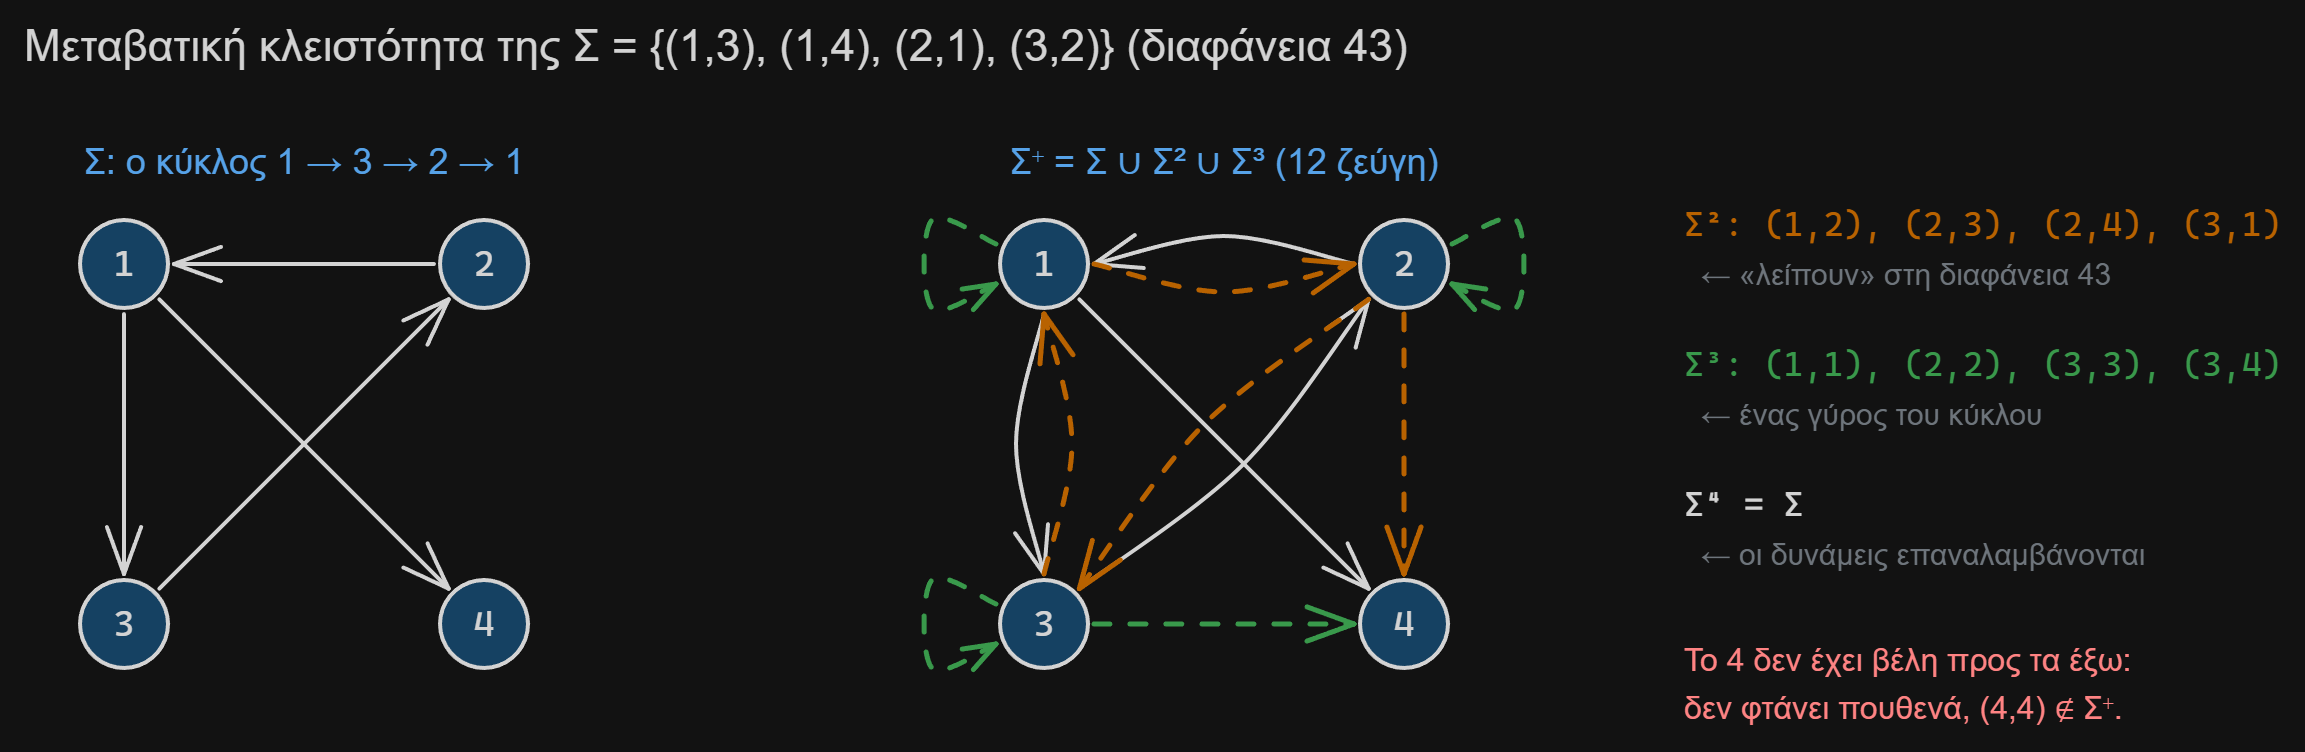 Μεταβατική κλειστότητα της Σ = {(1,3), (1,4), (2,1), (3,2)} (διαφάνεια 43)
Σ: ο κύκλος 1 → 3 → 2 → 1
1
2
3
4
Σ⁺ = Σ ∪ Σ² ∪ Σ³ (12 ζεύγη)
1
2
3
4
Σ²: (1,2), (2,3), (2,4), (3,1)
← «λείπουν» στη διαφάνεια 43
Σ³: (1,1), (2,2), (3,3), (3,4)
← ένας γύρος του κύκλου
Σ⁴ = Σ
← οι δυνάμεις επαναλαμβάνονται
Το 4 δεν έχει βέλη προς τα έξω:
δεν φτάνει πουθενά, (4,4) ∉ Σ⁺.